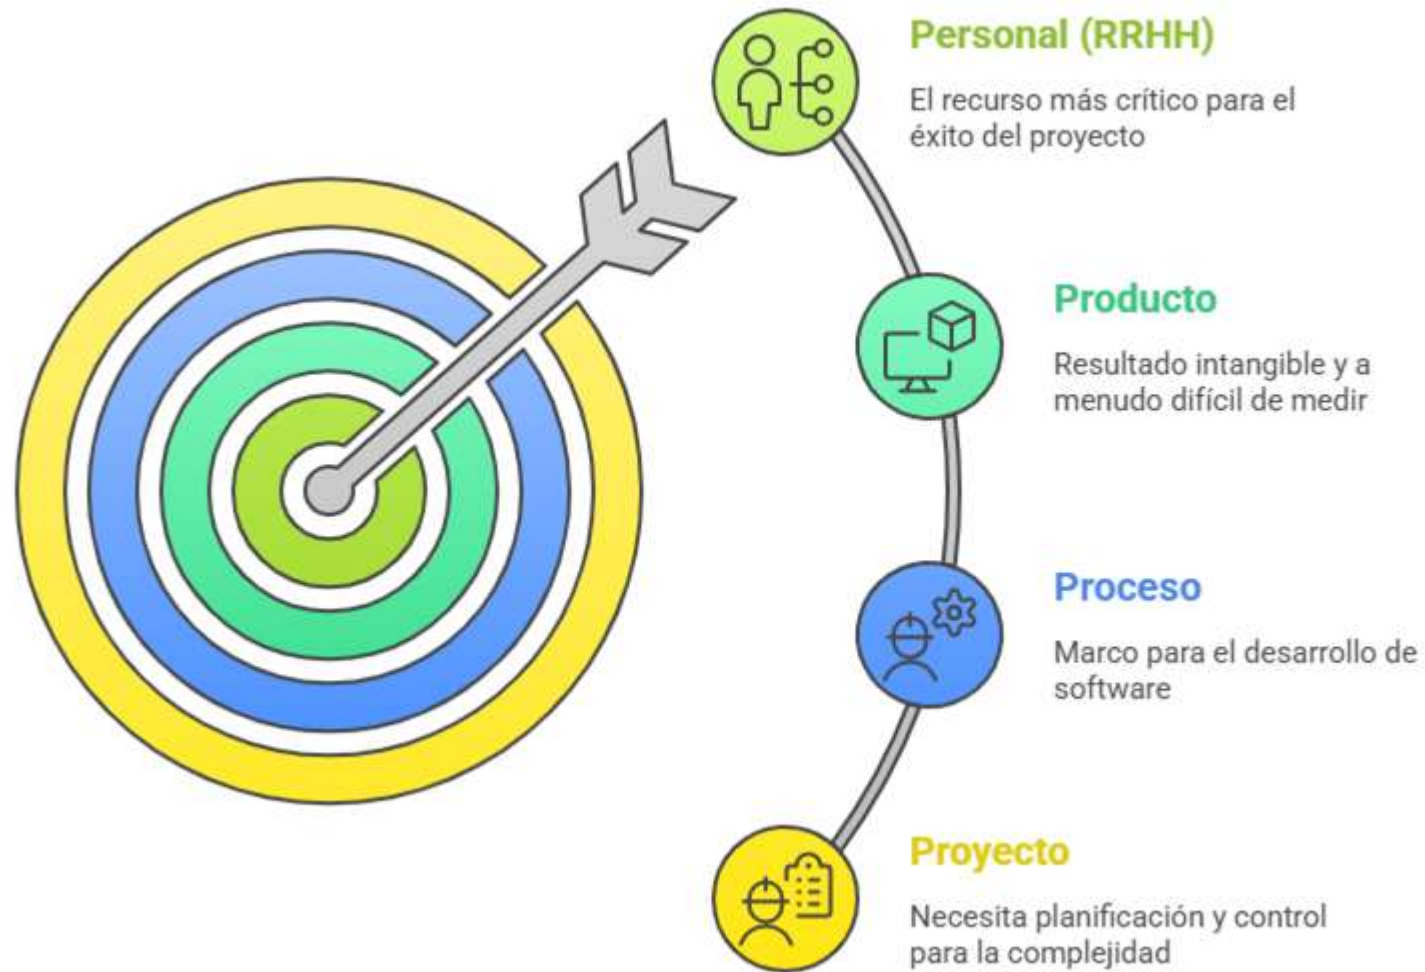 Personal (RRHH)
El recurso más crítico para el
éxito del proyecto
Producto
Resultado intangible y a
menudo difícil de medir
Proceso
Marco para el desarrollo de
software
Proyecto
Necesita planificación y control
para la complejidad